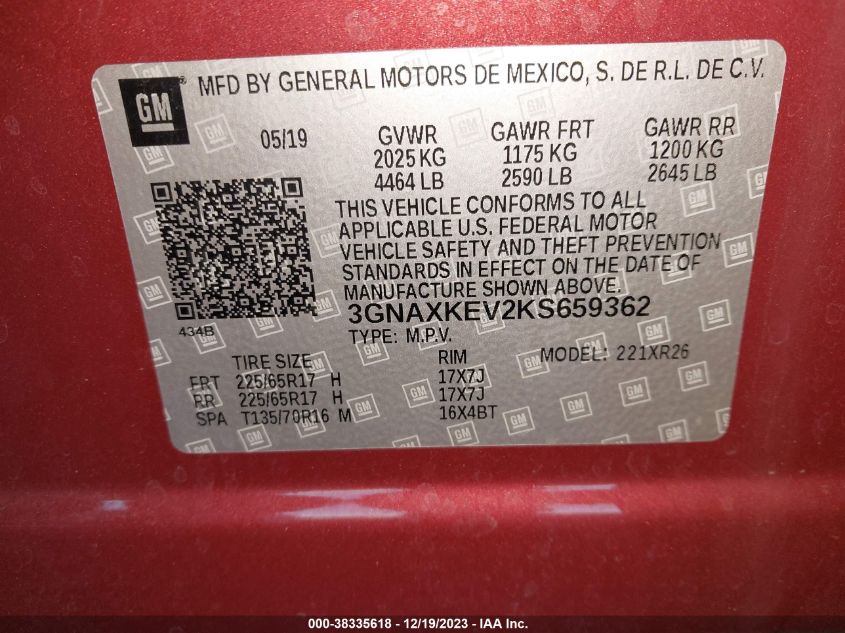 GM
MFD BY GENERAL MOTORS DE MEXICO, S. DE R.L. DE C.V.
05/19 GVWR GAWR FRT GAWR RR
2025 KG 1175 KG 1200 KG
4464 LB 2590 LB 2645 LB
THIS VEHICLE CONFORMS TO ALL
APPLICABLE U.S. FEDERAL MOTOR
VEHICLE SAFETY AND THEFT PREVENTION
STANDARDS IN EFFECT ON THE DATE OF
MANUFACTURE SHOWN ABOVE.
434B
3GNAXKEV2KS659362
TYPE: M.P.V. MODEL: 221XR26
TIRE SIZE RIM
FRT 225/65R17 H 17X7J
RR 225/65R17 H 17X7J
SPA T135/70R16 M 16X4BT
000-38335618 - 12/19/2023 - IAA Inc.